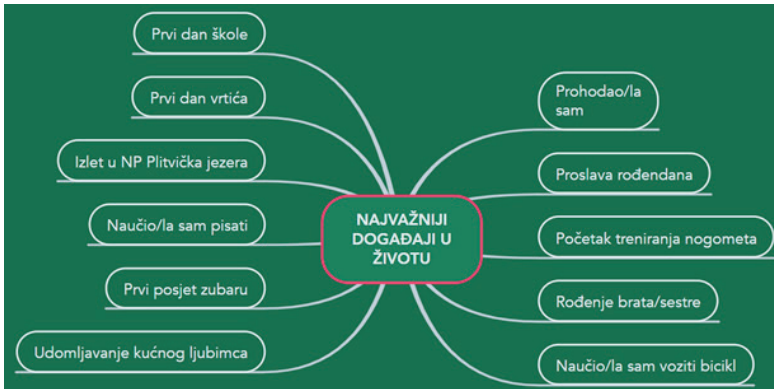 Prvi dan škole
Prvi dan vrtića
Izlet u NP Plitvička jezera
Naučio/la sam pisati
Prvi posjet zubaru
Udomljavanje kućnog ljubimca
NAJVAŽNIJI
DOGAĐAJI U
ŽIVOTU
Prohodao/la
sam
Proslava rođendana
Početak treniranja nogometa
Rođenje brata/sestre
Naučio/la sam voziti bicikl